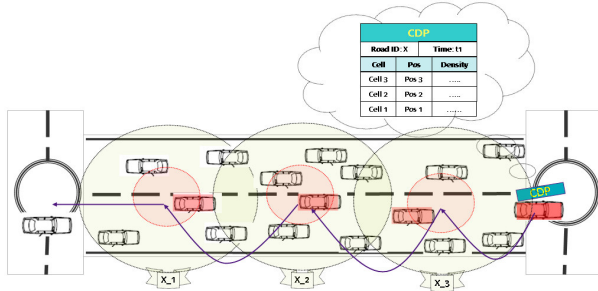 CDP
Road ID: X Time: t1
Cell Pos Density
Cell 3 Pos 3 .....
Cell 2 Pos 2 .....
Cell 1 Pos 1 ......
CDP
X_1 X_2 X_3